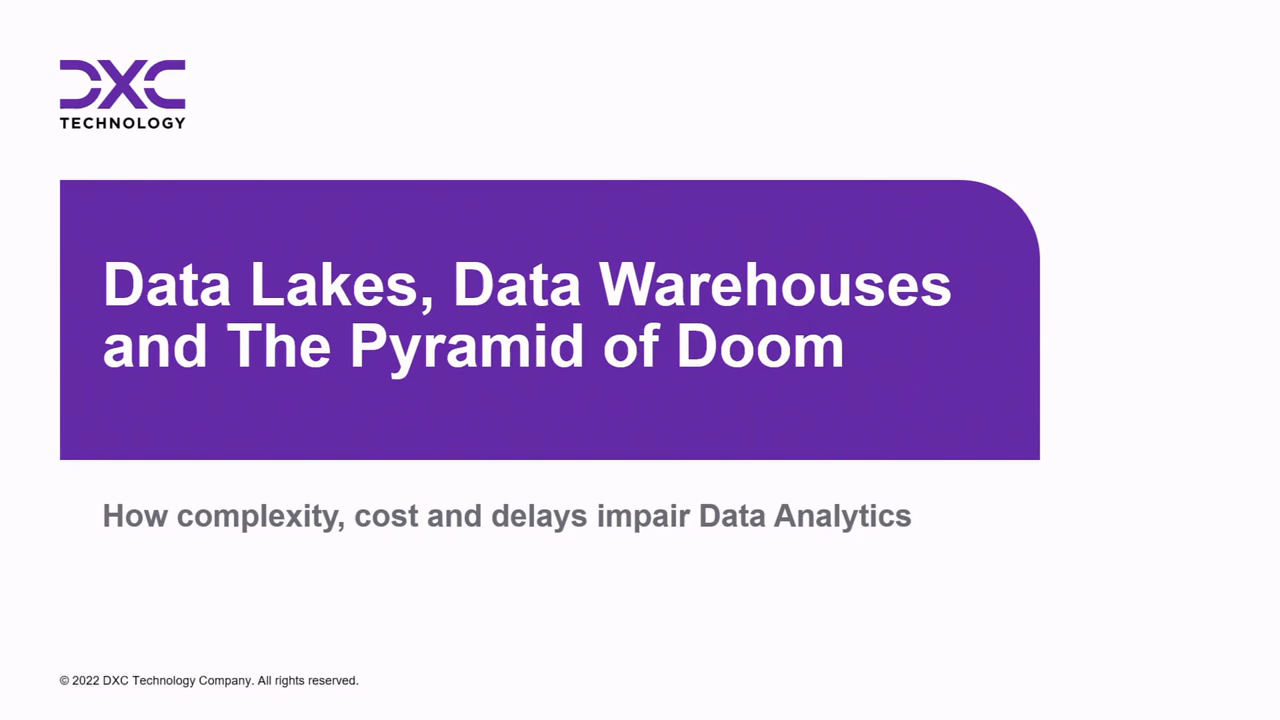 DXC
TECHNOLOGY
Data Lakes, Data Warehouses
and The Pyramid of Doom
How complexity, cost and delays impair Data Analytics
© 2022 DXC Technology Company. All rights reserved.